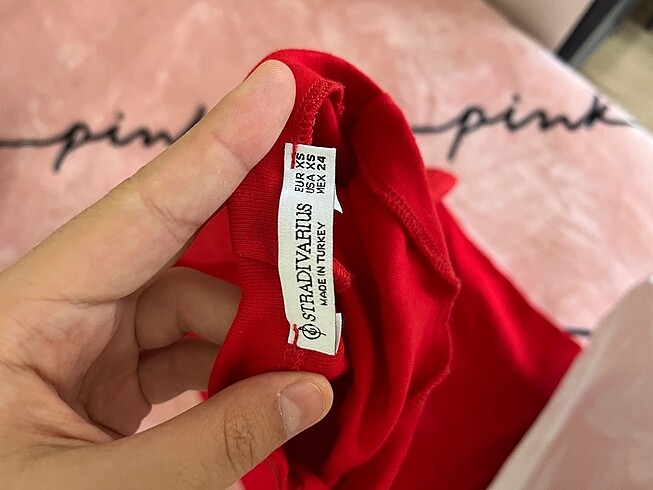 pink
pink
EUR XS
USA XS
MEX 24
STRADIVARIUS
MADE IN TURKEY